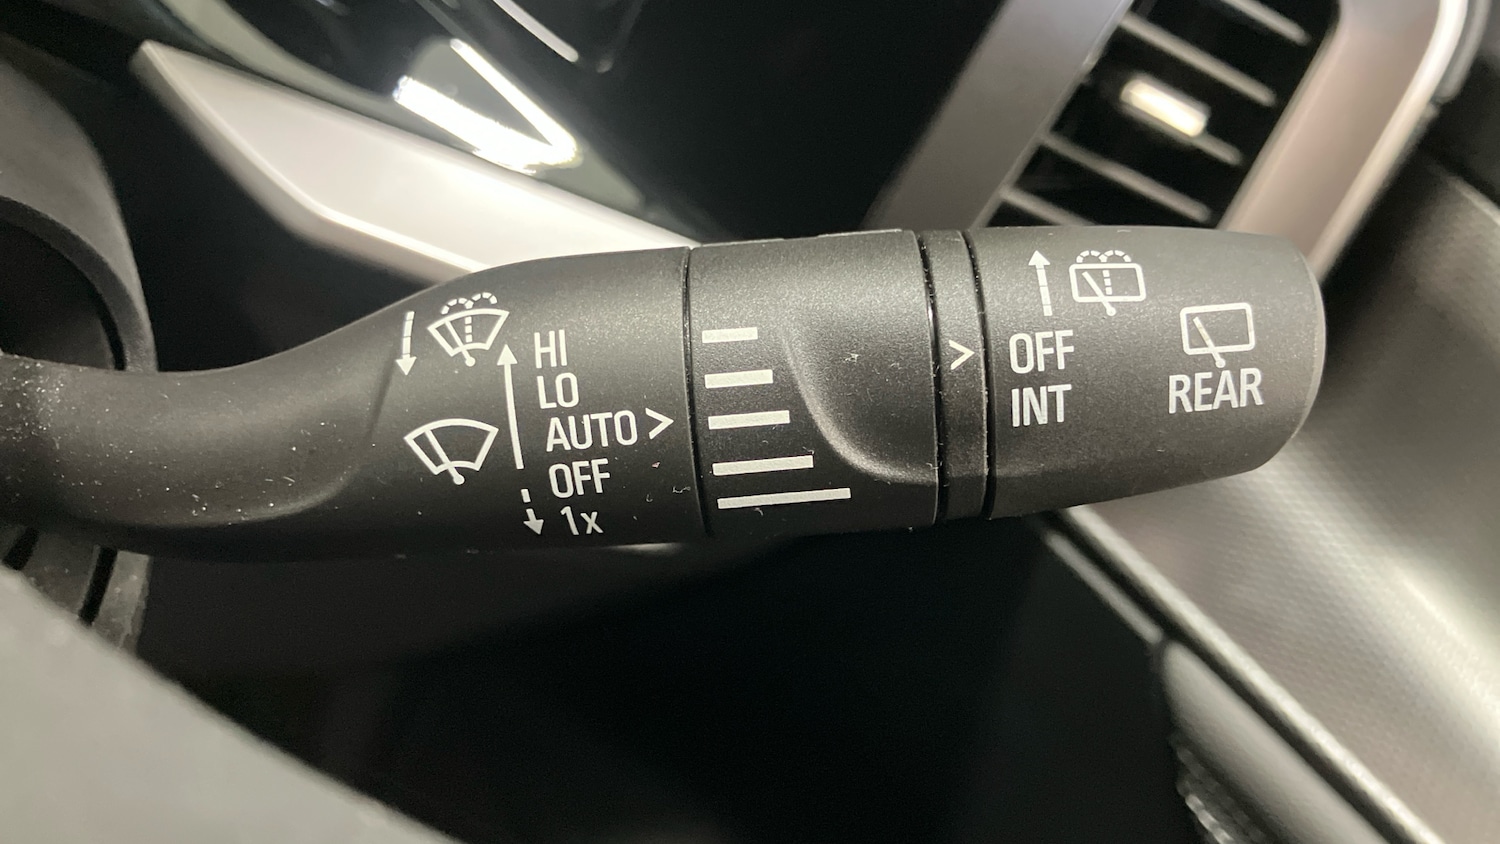 HI
LO
AUTO >
OFF
1x
>
OFF
INT
REAR